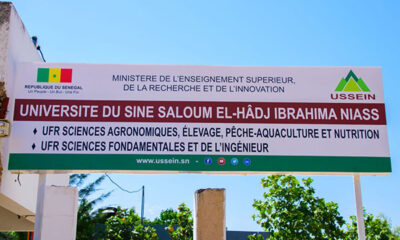 REPUBLIQUE DU SENEGAL
Un Peuple - Un But - Une Foi
MINISTERE DE L'ENSEIGNEMENT SUPERIEUR,
DE LA RECHERCHE ET DE L'INNOVATION
USSEIN
UNIVERSITE DU SINE SALOUM EL-HÂDJ IBRAHIMA NIASS
♦ UFR SCIENCES AGRONOMIQUES, ÉLEVAGE, PÊCHE-AQUACULTURE ET NUTRITION
♦ UFR SCIENCES FONDAMENTALES ET DE L'INGÉNIEUR
www.ussein.sn